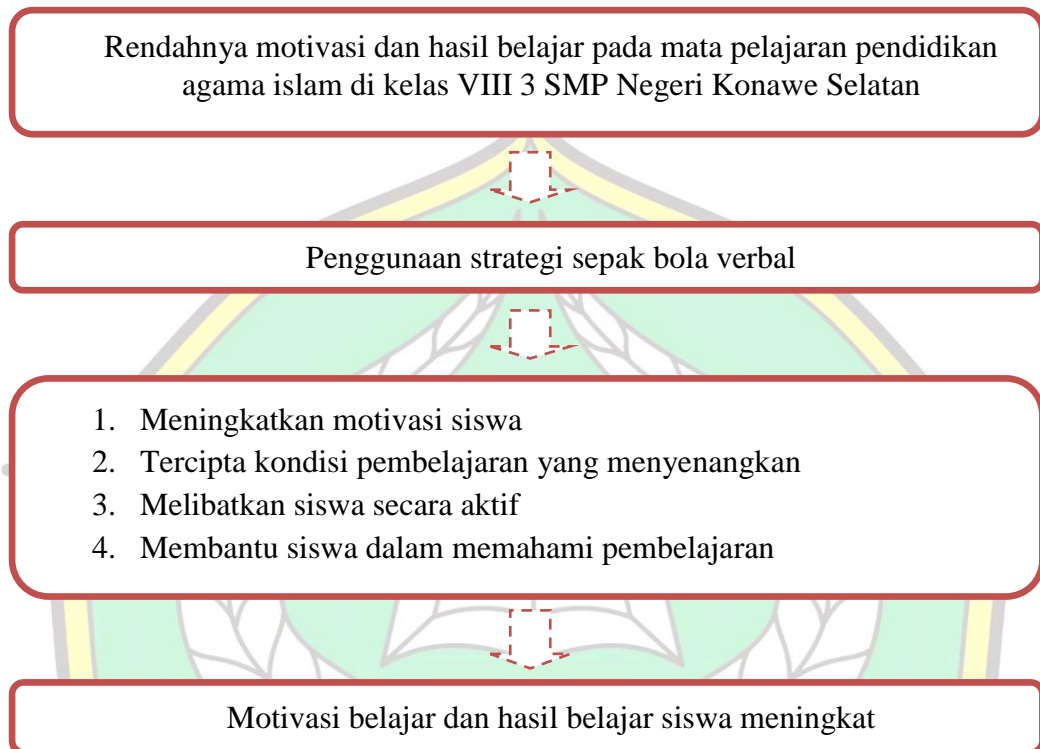 Rendahnya motivasi dan hasil belajar pada mata pelajaran pendidikan
agama islam di kelas VIII 3 SMP Negeri Konawe Selatan
Penggunaan strategi sepak bola verbal
1. Meningkatkan motivasi siswa
2. Tercipta kondisi pembelajaran yang menyenangkan
3. Melibatkan siswa secara aktif
4. Membantu siswa dalam memahami pembelajaran
Motivasi belajar dan hasil belajar siswa meningkat